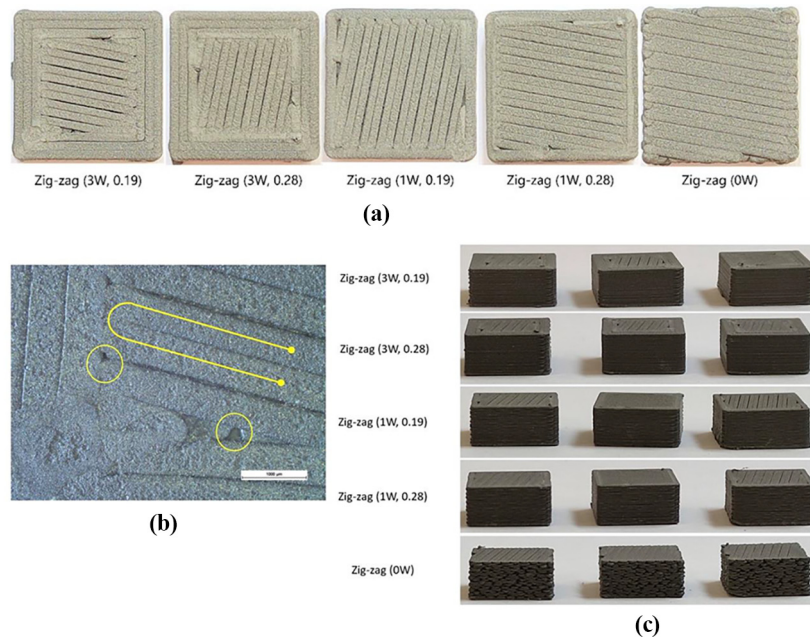 Zig-zag (3W, 0.19)
Zig-zag (3W, 0.28)
Zig-zag (1W, 0.19)
Zig-zag (1W, 0.28)
Zig-zag (0W)
(a)
1000 µm
(b)
Zig-zag (3W, 0.19)
Zig-zag (3W, 0.28)
Zig-zag (1W, 0.19)
Zig-zag (1W, 0.28)
Zig-zag (0W)
(c)